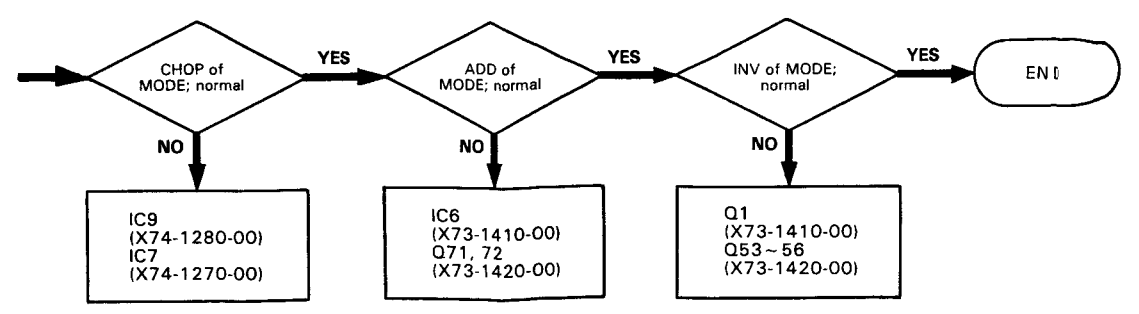 CHOP of
MODE; normal
YES
NO
IC9
(X74-1280-00)
IC7
(X74-1270-00)
ADD of
MODE; normal
YES
NO
IC6
(X73-1410-00)
Q71, 72
(X73-1420-00)
INV of MODE;
normal
YES
NO
Q1
(X73-1410-00)
Q53~56
(X73-1420-00)
END